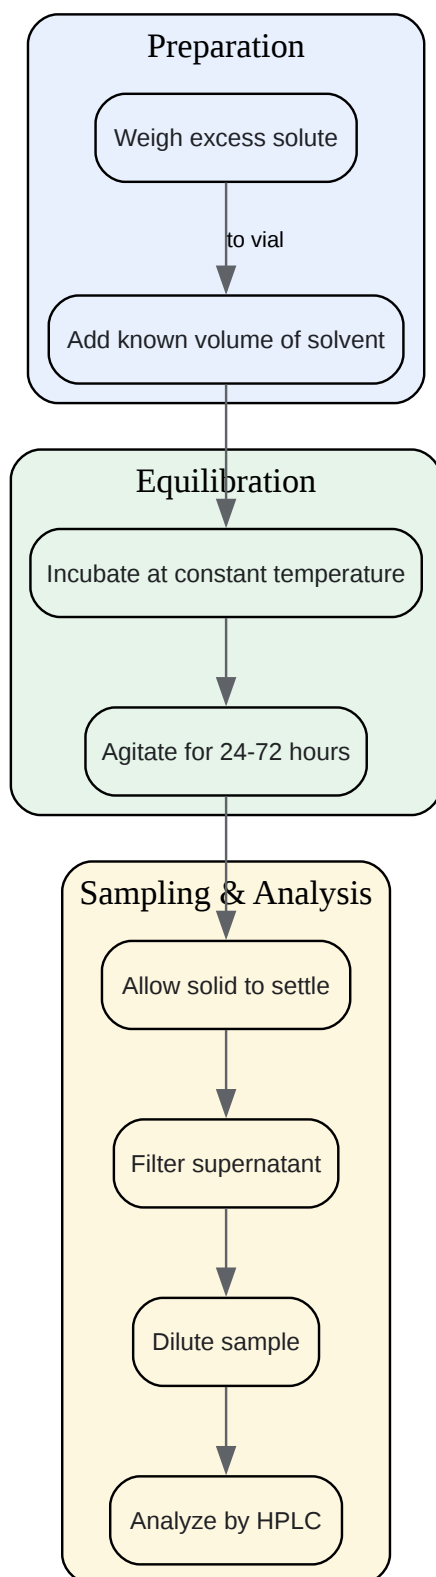 Preparation
Weigh excess solute
to vial
Add known volume of solvent
Equilibration
Incubate at constant temperature
Agitate for 24-72 hours
Sampling & Analysis
Allow solid to settle
Filter supernatant
Dilute sample
Analyze by HPLC